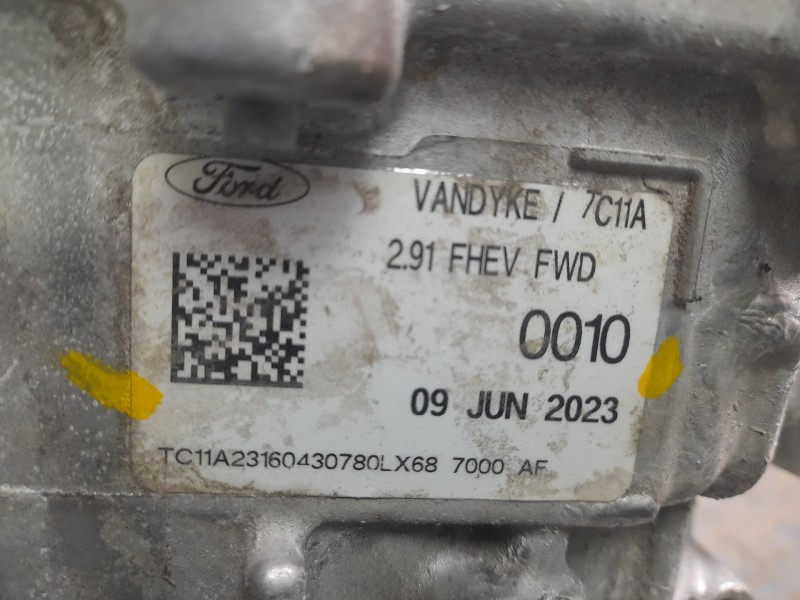 Ford
VANDYKE / 7C11A
2.91 FHEV FWD
0010
09 JUN 2023
TC11A23160430780LX68 7000 AF